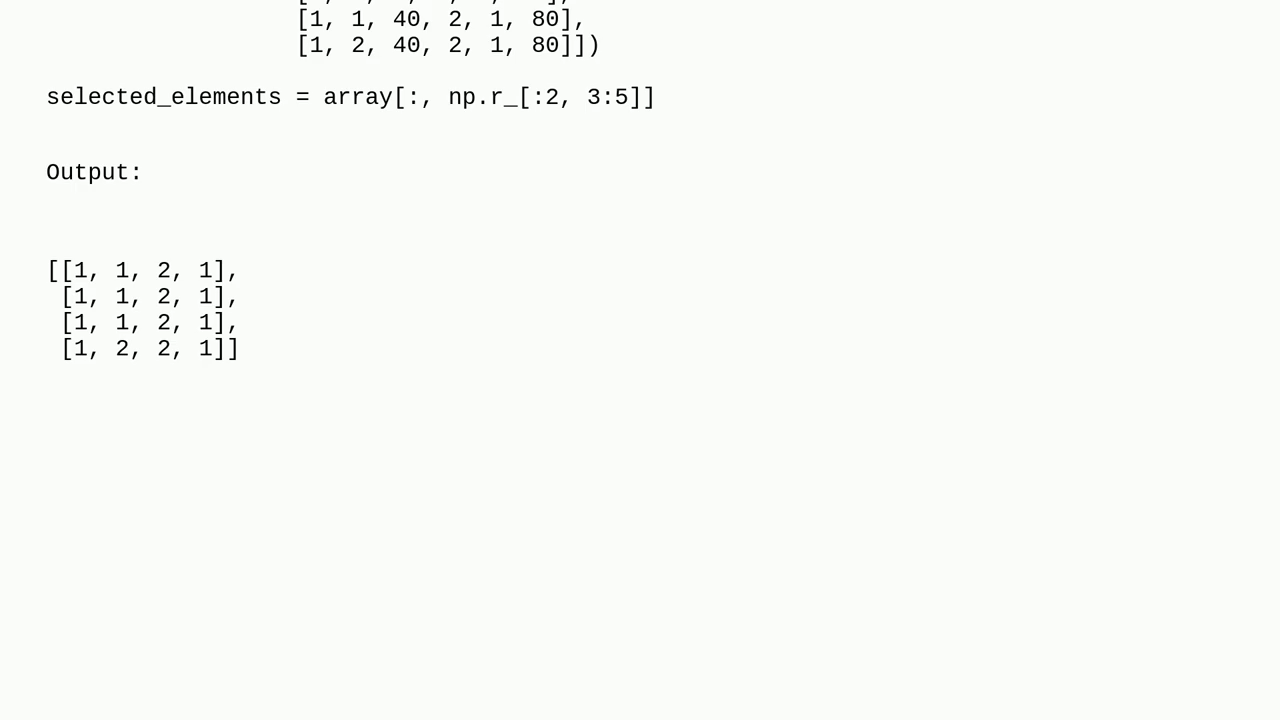 [1, 1, 40, 2, 1, 80],
[1, 2, 40, 2, 1, 80]])
selected_elements = array[:, np.r_[:2, 3:5]]
Output:
[[1, 1, 2, 1],
[1, 1, 2, 1],
[1, 1, 2, 1],
[1, 2, 2, 1]]